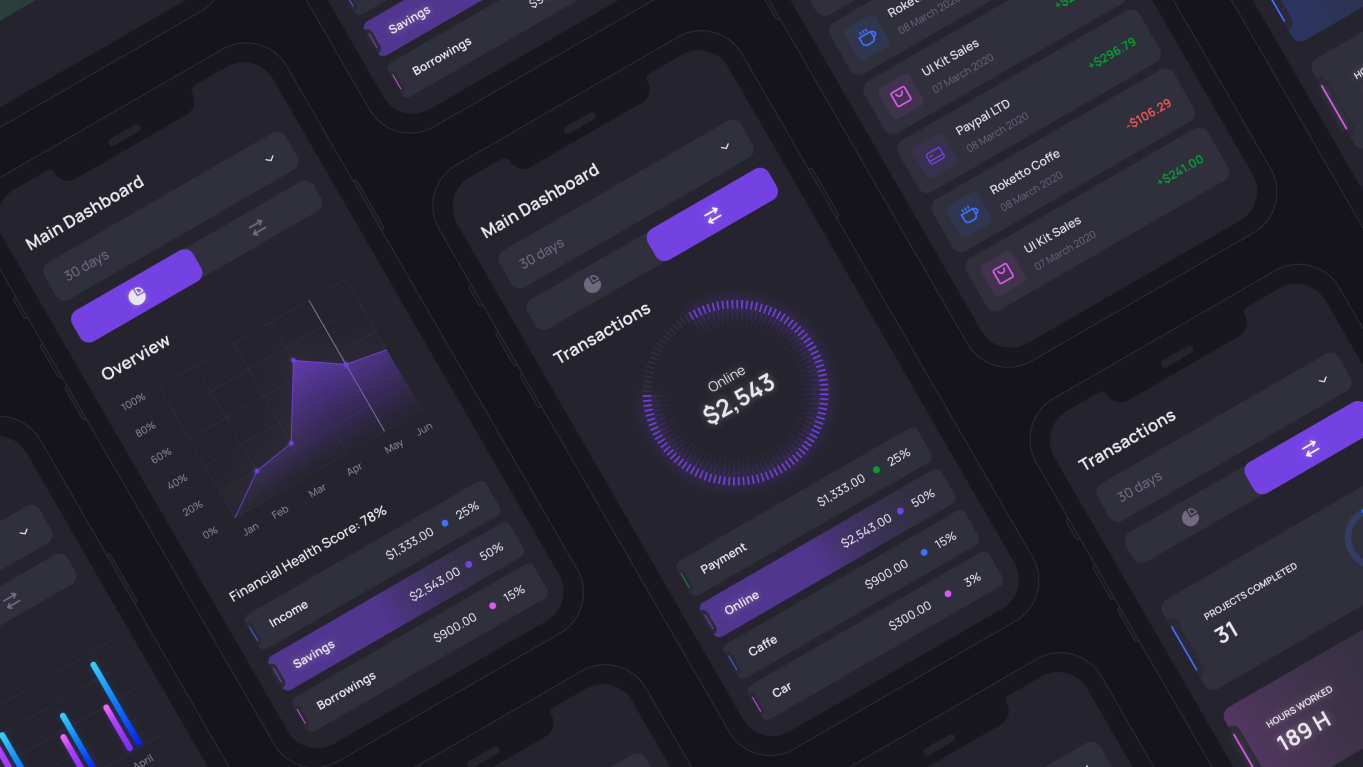 Main Dashboard
30 days
Overview
100%
80%
60%
40%
20%
0%
Jan
Feb
Mar
Apr
May
Jun
Financial Health Score: 78%
Income $1,333.00 25%
Savings $2,543.00 50%
Borrowings $900.00 15%
April
Savings
Borrowings
Main Dashboard
30 days
Transactions
Online
$2,543
Payment $1,333.00 25%
Online $2,543.00 50%
Caffe $900.00 15%
Car $300.00 3%
08 March 2020
UI Kit Sales
07 March 2020
Paypal LTD +$296.79
08 March 2020
Roketto Coffe -$106.29
08 March 2020
UI Kit Sales +$241.00
07 March 2020
Transactions
30 days
PROJECTS COMPLETED
31
HOURS WORKED
189 H